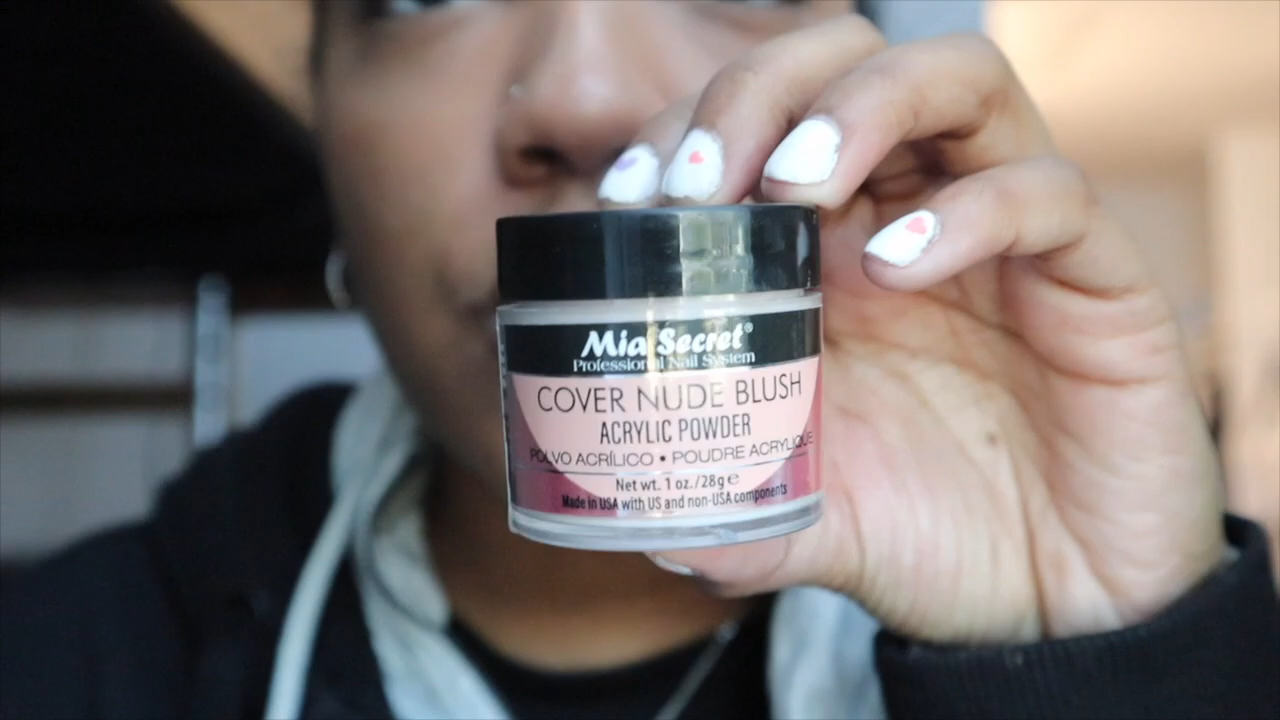 Mia Secret®
Professional Nail System
COVER NUDE BLUSH
ACRYLIC POWDER
POLVO ACRÍLICO • POUDRE ACRYLIQUE
Net wt. 1 oz./28g e
Made in USA with US and non-USA components